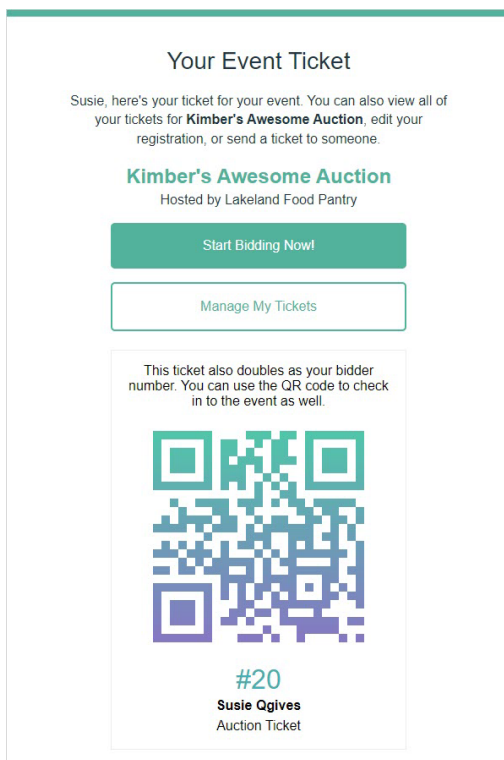 Your Event Ticket
Susie, here's your ticket for your event. You can also view all of
your tickets for Kimber's Awesome Auction, edit your
registration, or send a ticket to someone.
Kimber's Awesome Auction
Hosted by Lakeland Food Pantry
Start Bidding Now!
Manage My Tickets
This ticket also doubles as your bidder
number. You can use the QR code to check
in to the event as well.
#20
Susie Qgives
Auction Ticket